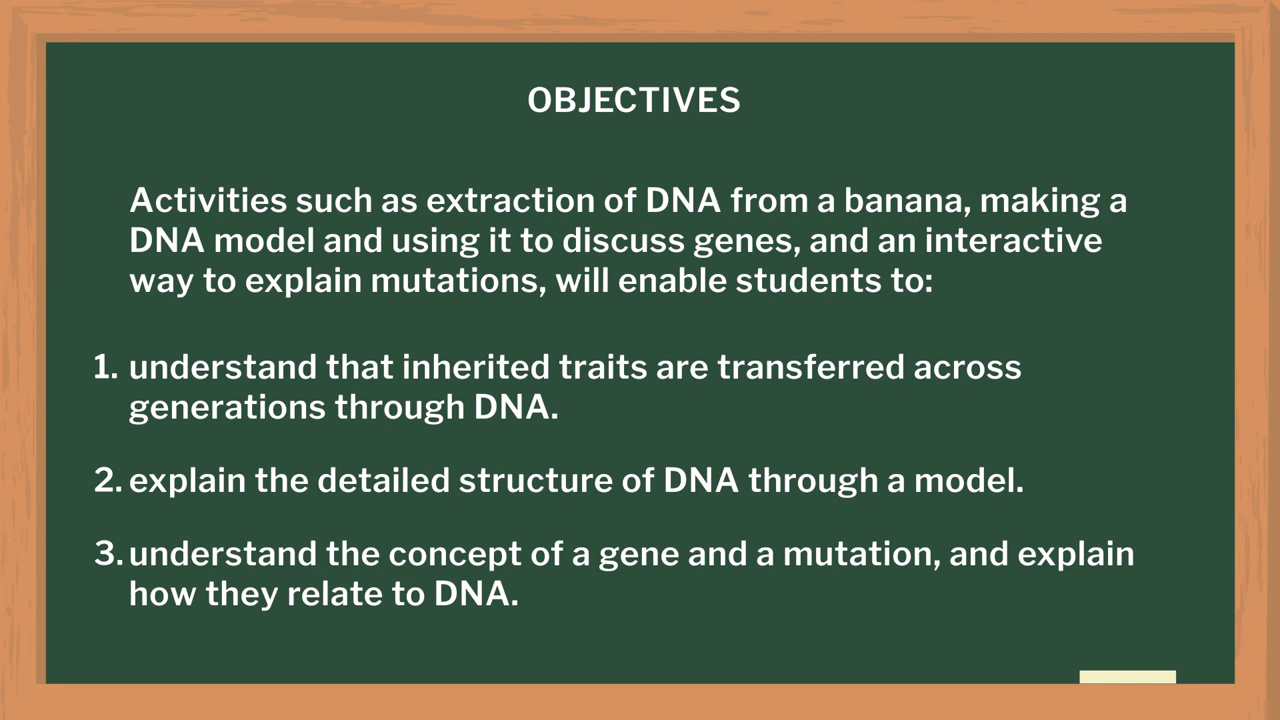 OBJECTIVES
Activities such as extraction of DNA from a banana, making a
DNA model and using it to discuss genes, and an interactive
way to explain mutations, will enable students to:
1. understand that inherited traits are transferred across
generations through DNA.
2. explain the detailed structure of DNA through a model.
3. understand the concept of a gene and a mutation, and explain
how they relate to DNA.